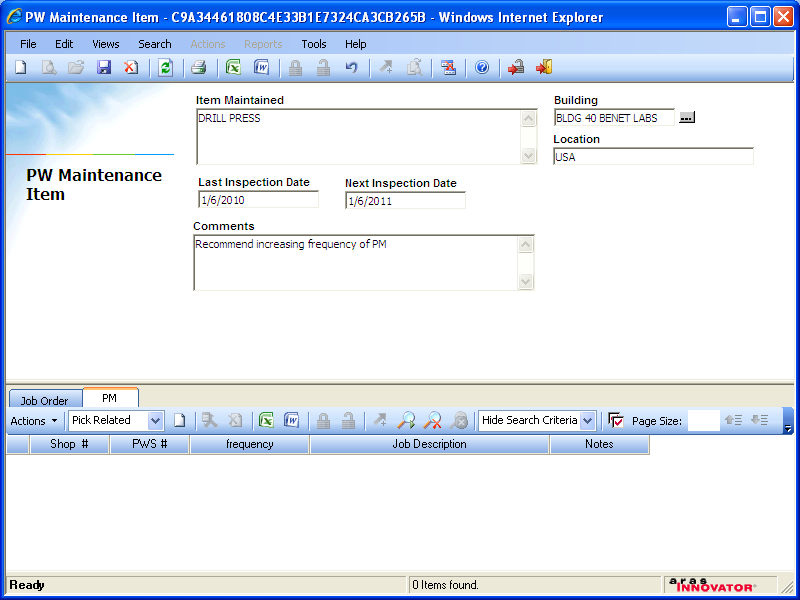 PW Maintenance Item - C9A34461808C4E33B1E7324CA3CB265B - Windows Internet Explorer
File Edit Views Search Actions Reports Tools Help
Item Maintained
DRILL PRESS
Building
BLDG 40 BENET LABS
...
Location
USA
PW Maintenance
Item
Last Inspection Date
1/6/2010
Next Inspection Date
1/6/2011
Comments
Recommend increasing frequency of PM
Job Order PM
Actions Pick Related Hide Search Criteria Page Size:
Shop # PWS # frequency Job Description Notes
Ready 0 Items found. aras INNOVATOR